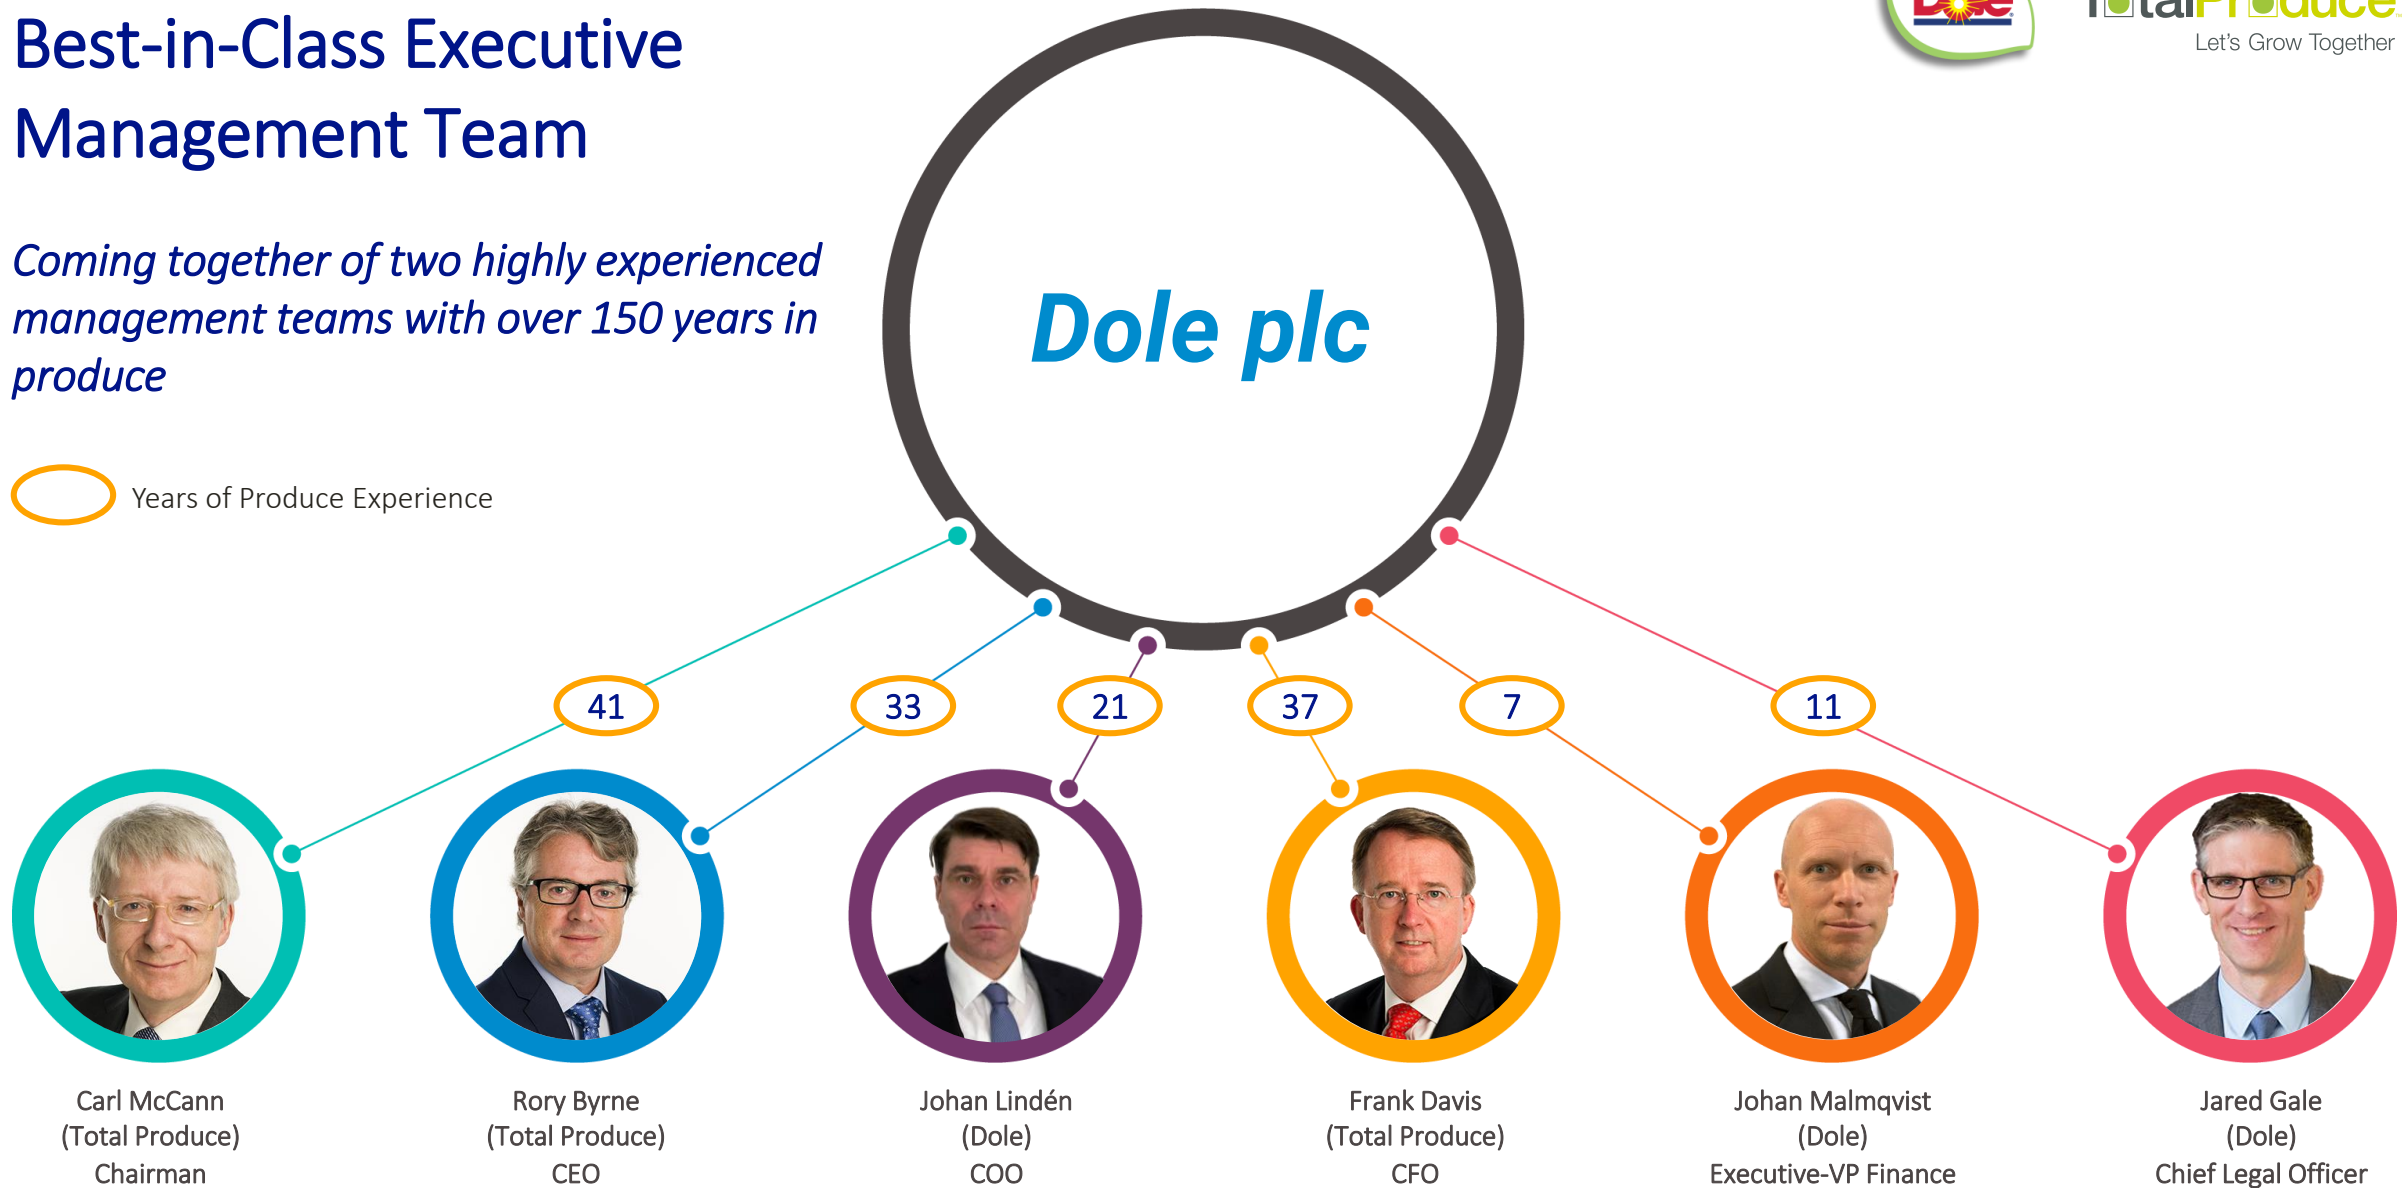 Best-in-Class Executive
Management Team
Dole
TotalProduce
Let's Grow Together
Coming together of two highly experienced
management teams with over 150 years in
produce
Dole plc
Years of Produce Experience
41
33
21
37
7
11
Carl McCann
(Total Produce)
Chairman
Rory Byrne
(Total Produce)
CEO
Johan Lindén
(Dole)
COO
Frank Davis
(Total Produce)
CFO
Johan Malmqvist
(Dole)
Executive-VP Finance
Jared Gale
(Dole)
Chief Legal Officer